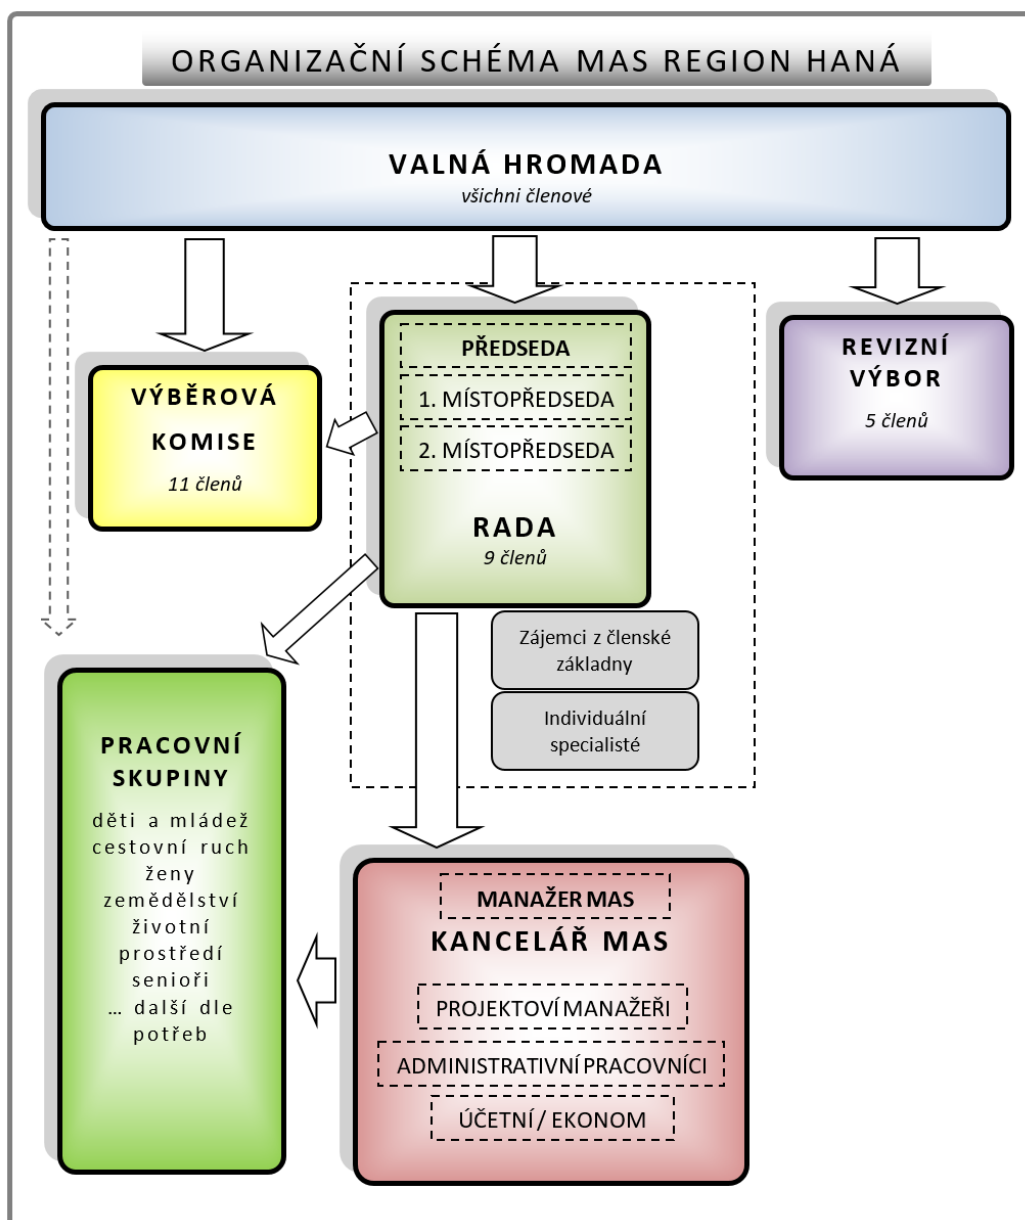 ORGANIZAČNÍ SCHÉMA MAS REGION HANÁ
VALNÁ HROMADA
všichni členové
VÝBĚROVÁ
KOMISE
11 členů
PŘEDSEDA
1. MÍSTOPŘEDSEDA
2. MÍSTOPŘEDSEDA
RADA
9 členů
REVIZNÍ
VÝBOR
5 členů
Zájemci z členské
základny
Individuální
specialisté
PRACOVNÍ
SKUPINY
děti a mládež
cestovní ruch
ženy
zemědělství
životní
prostředí
senioři
... další dle
potřeb
MANAŽER MAS
KANCELÁŘ MAS
PROJEKTOVÍ MANAŽEŘI
ADMINISTRATIVNÍ PRACOVNÍCI
ÚČETNÍ / EKONOM